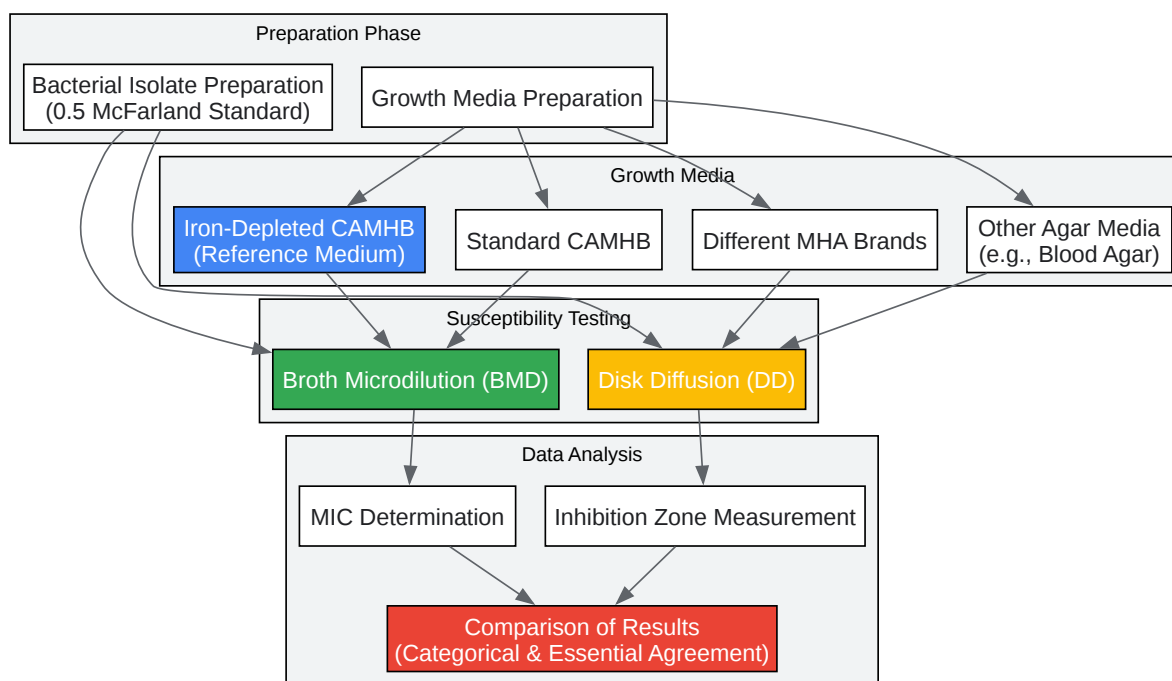 Preparation Phase
Bacterial Isolate Preparation
(0.5 McFarland Standard)
Growth Media Preparation
Growth Media
Iron-Depleted CAMHB
(Reference Medium)
Standard CAMHB
Different MHA Brands
Other Agar Media
(e.g., Blood Agar)
Susceptibility Testing
Broth Microdilution (BMD)
Disk Diffusion (DD)
Data Analysis
MIC Determination
Inhibition Zone Measurement
Comparison of Results
(Categorical & Essential Agreement)